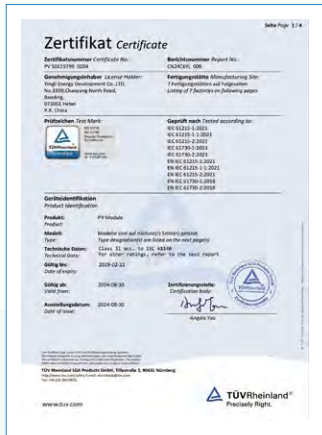 Seite Page 1 / 4
Zertifikat Certificate
Zertifikatsnummer Certificate No.:
PV 50619799 0004
Berichtsnummer Report No.:
Genehmigungsinhaber License Holder:
Yingli Energy Development Co.,LTD.
No.3399,Chaoyang North Road,
Baoding,
071051 Hebei
P.R. China
Fertigungsstätte Manufacturing Site:
7 Fertigungsstätten auf Folgeseiten
Listing of 7 factories on following pages
Prüfzeichen Test Mark:
TÜVRheinland
CERTIFIED
Geprüft nach Tested according to:
IEC 61215-1:2021
IEC 61215-1-1:2021
IEC 61215-2:2021
IEC 61730-1:2023
IEC 61730-2:2023
EN IEC 61215-1:2021
EN IEC 61215-1-1:2021
EN IEC 61215-2:2021
EN IEC 61730-1:2018
EN IEC 61730-2:2018
Geräteidentifikation
Product Identification
Produkt: PV Module
Product:
Modell: Modelle sind auf nächste(r) Seite(n) gelistet
Type: Type designation(s) are listed on the next page(s)
Technische Daten: Class II acc. to IEC 61140
Technical Data: For other ratings, refer to the test report
Gültig bis: 2029-02-22
Date of expiry:
Gültig ab: 2024-08-30
Valid from:
Zertifizierungsstelle:
Certification body:
Ausstellungsdatum: 2024-08-30
Date of issue:
Angela Yao
TÜV Rheinland LGA Products GmbH, Tillystraße 2, 90431 Nürnberg
www.tuv.com
TÜVRheinland®
Precisely Right.